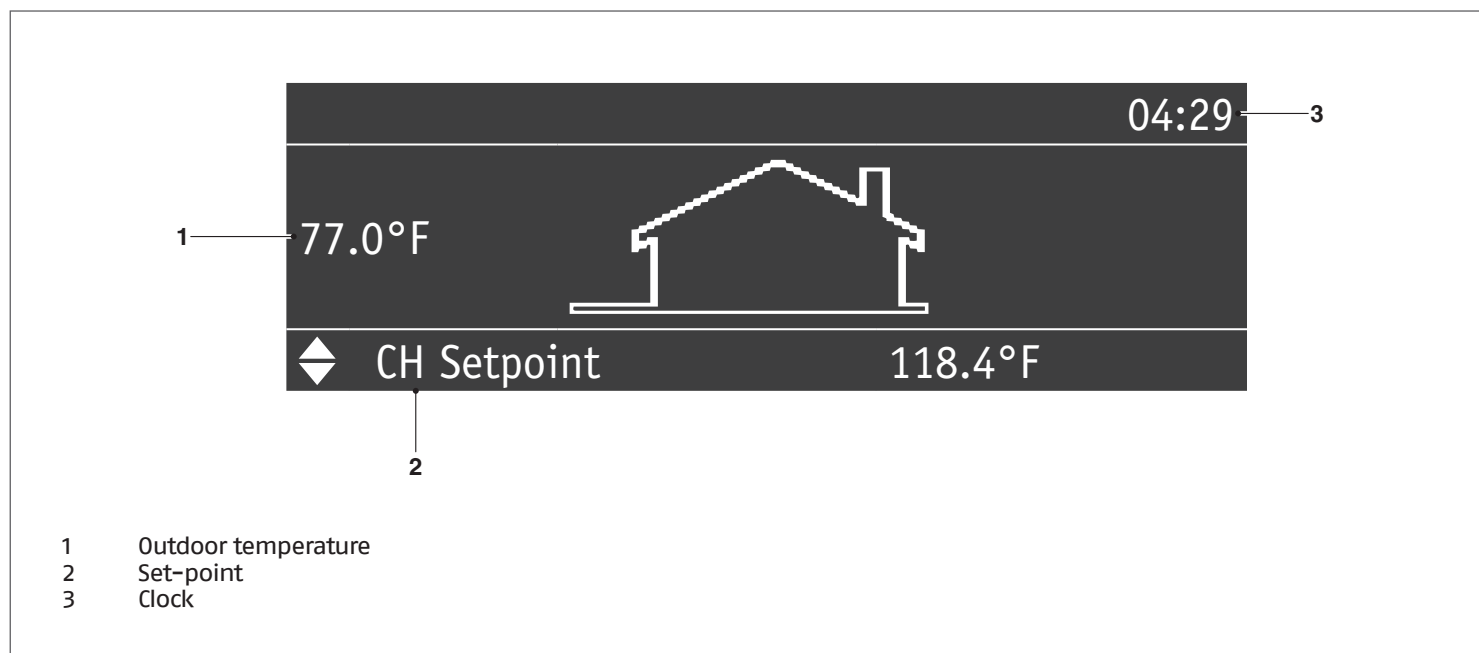 04:29 3
1 77.0°F
CH Setpoint 118.4°F
2
1 Outdoor temperature
2 Set-point
3 Clock